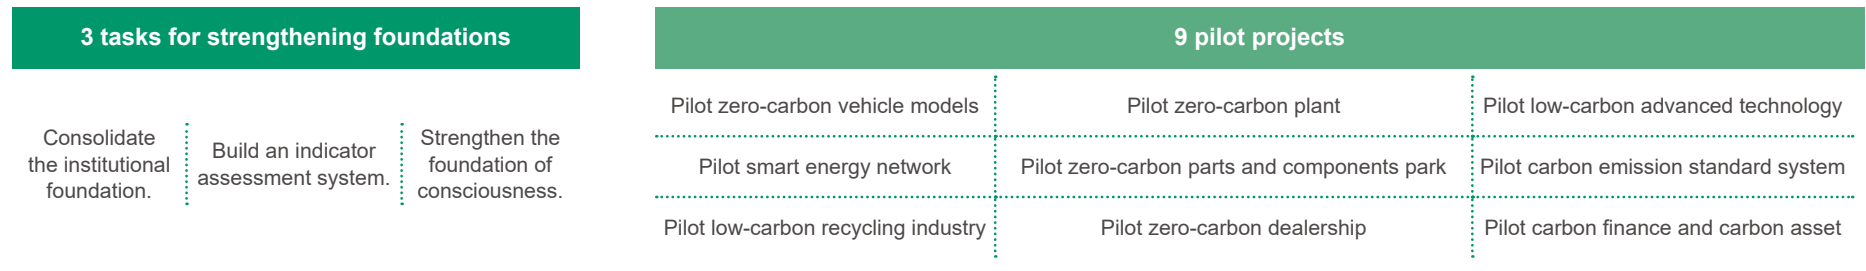 3 tasks for strengthening foundations
Consolidate
the institutional
foundation.
Build an indicator
assessment system.
Strengthen the
foundation of
consciousness.
9 pilot projects
Pilot zero-carbon vehicle models
Pilot zero-carbon plant
Pilot low-carbon advanced technology
Pilot smart energy network
Pilot zero-carbon parts and components park
Pilot carbon emission standard system
Pilot low-carbon recycling industry
Pilot zero-carbon dealership
Pilot carbon finance and carbon asset